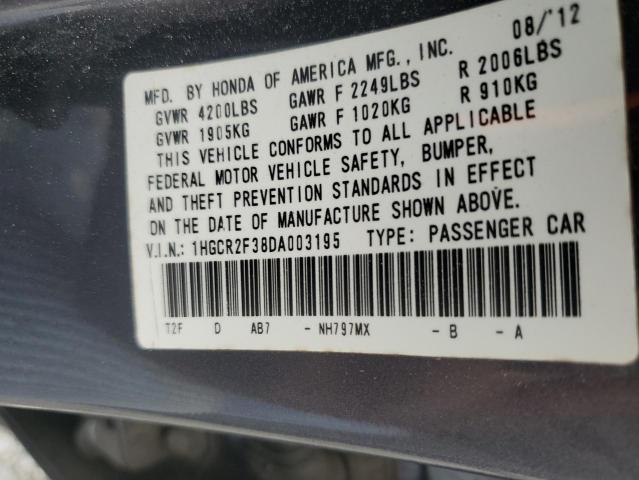 08/'12
MFD. BY HONDA OF AMERICA MFG., INC.
GVWR 4200LBS GAWR F 2249LBS R 2006LBS
GVWR 1905KG GAWR F 1020KG R 910KG
THIS VEHICLE CONFORMS TO ALL APPLICABLE
FEDERAL MOTOR VEHICLE SAFETY, BUMPER,
AND THEFT PREVENTION STANDARDS IN EFFECT
ON THE DATE OF MANUFACTURE SHOWN ABOVE.
V.I.N.: 1HGCR2F38DA003195 TYPE: PASSENGER CAR
T2F D AB7 - NH797MX - B - A